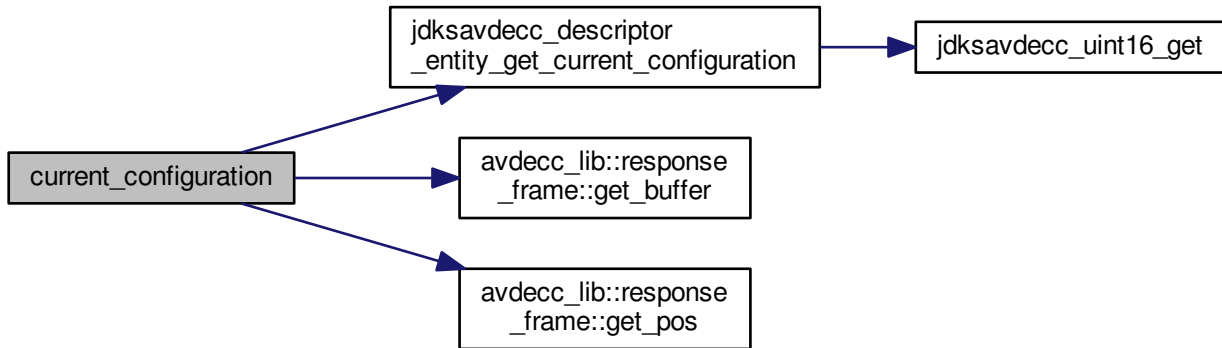 jdksavdecc_descriptor
_entity_get_current_configuration
jdksavdecc_uint16_get
current_configuration
avdecc_lib::response
_frame::get_buffer
avdecc_lib::response
_frame::get_pos